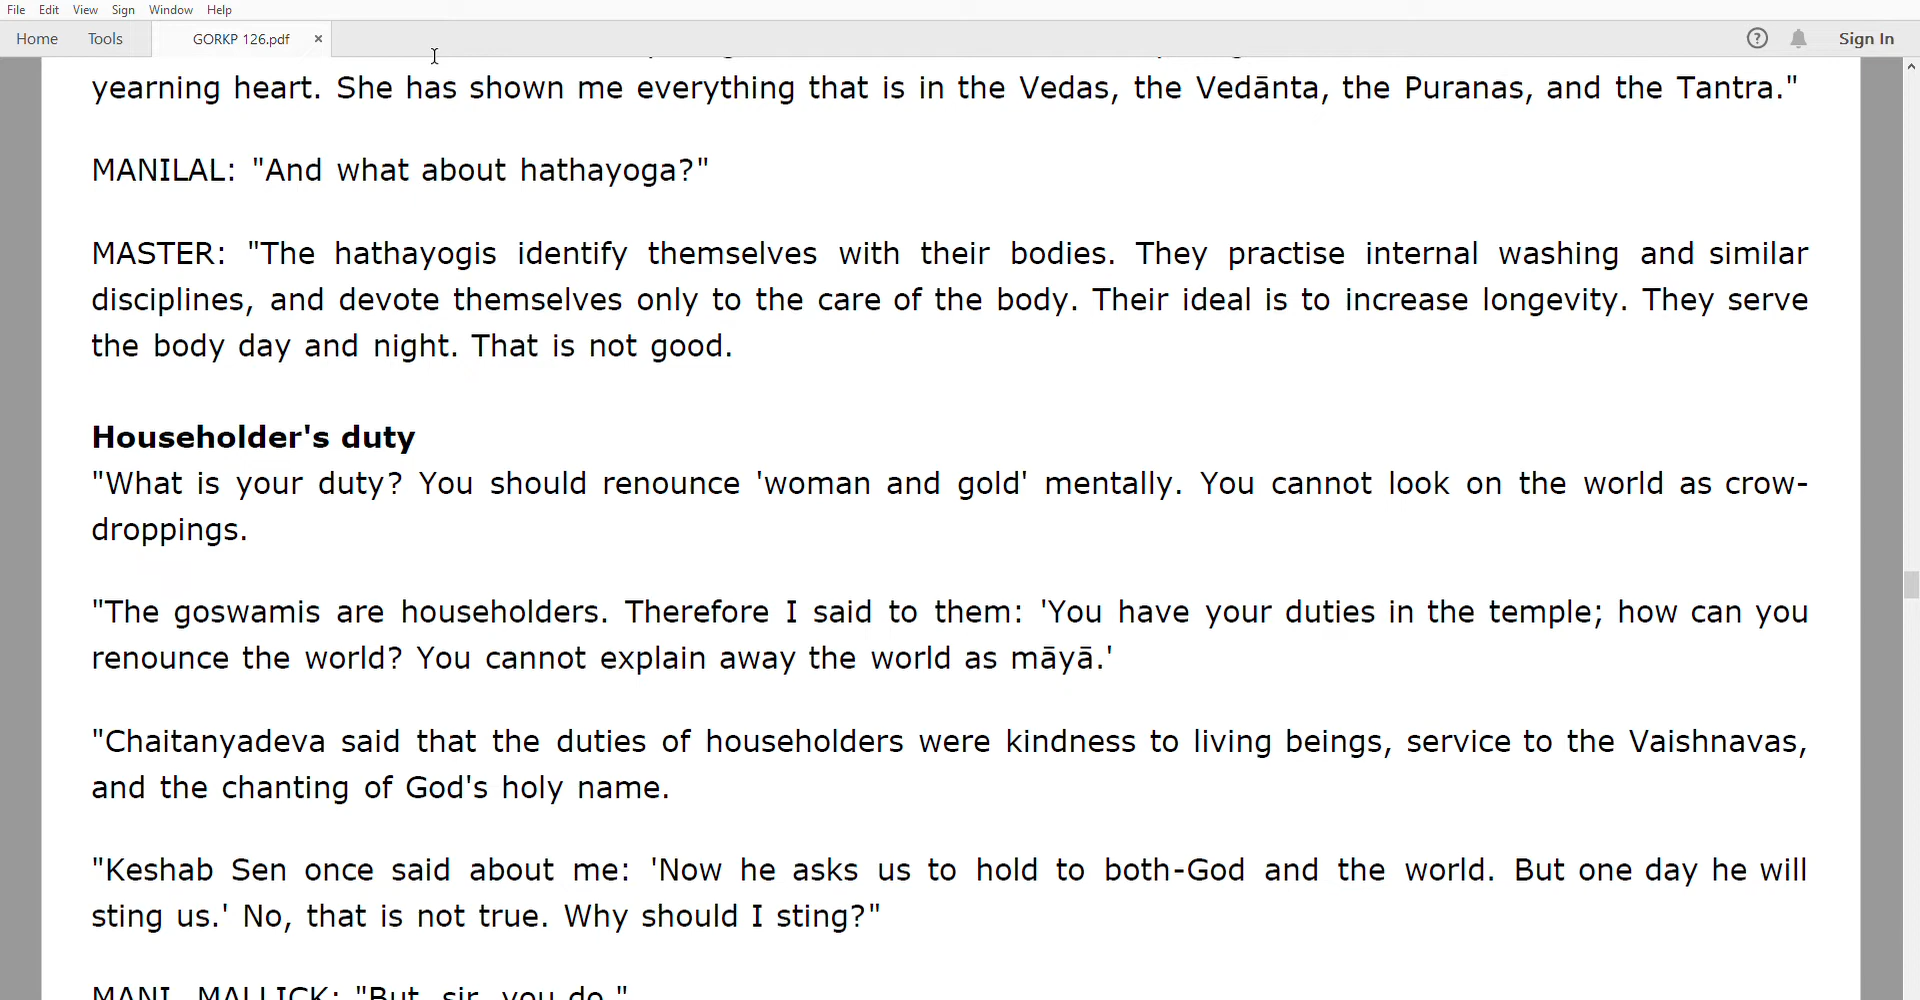 File Edit View Sign Window Help
Home Tools GORKP 126.pdf × Sign In
yearning heart. She has shown me everything that is in the Vedas, the Vedānta, the Puranas, and the Tantra."
MANILAL: "And what about hathayoga?"
MASTER: "The hathayogis identify themselves with their bodies. They practise internal washing and similar
disciplines, and devote themselves only to the care of the body. Their ideal is to increase longevity. They serve
the body day and night. That is not good.
Householder's duty
"What is your duty? You should renounce 'woman and gold' mentally. You cannot look on the world as crow-
droppings.
"The goswamis are householders. Therefore I said to them: 'You have your duties in the temple; how can you
renounce the world? You cannot explain away the world as māyā.'
"Chaitanyadeva said that the duties of householders were kindness to living beings, service to the Vaishnavas,
and the chanting of God's holy name.
"Keshab Sen once said about me: 'Now he asks us to hold to both-God and the world. But one day he will
sting us.' No, that is not true. Why should I sting?"
MANI MALLICK: "But, sir, you do."